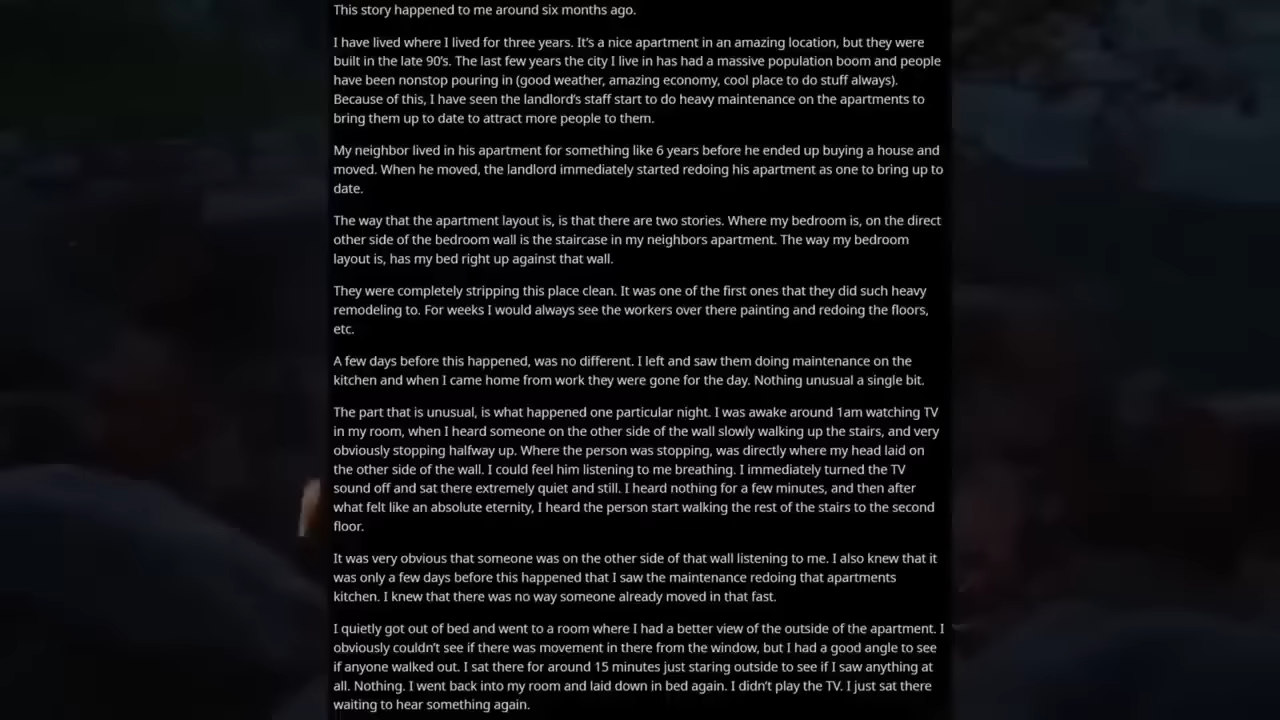 This story happened to me around six months ago.
I have lived where I lived for three years. It's a nice apartment in an amazing location, but they were
built in the late 90's. The last few years the city I live in has had a massive population boom and people
have been nonstop pouring in (good weather, amazing economy, cool place to do stuff always).
Because of this, I have seen the landlord's staff start to do heavy maintenance on the apartments to
bring them up to date to attract more people to them.
My neighbor lived in his apartment for something like 6 years before he ended up buying a house and
moved. When he moved, the landlord immediately started redoing his apartment as one to bring up to
date.
The way that the apartment layout is, is that there are two stories. Where my bedroom is, on the direct
other side of the bedroom wall is the staircase in my neighbors apartment. The way my bedroom
layout is, has my bed right up against that wall.
They were completely stripping this place clean. It was one of the first ones that they did such heavy
remodeling to. For weeks I would always see the workers over there painting and redoing the floors,
etc.
A few days before this happened, was no different. I left and saw them doing maintenance on the
kitchen and when I came home from work they were gone for the day. Nothing unusual a single bit.
The part that is unusual, is what happened one particular night. I was awake around 1am watching TV
in my room, when I heard someone on the other side of the wall slowly walking up the stairs, and very
obviously stopping halfway up. Where the person was stopping, was directly where my head laid on
the other side of the wall. I could feel him listening to me breathing. I immediately turned the TV
sound off and sat there extremely quiet and still. I heard nothing for a few minutes, and then after
what felt like an absolute eternity, I heard the person start walking the rest of the stairs to the second
floor.
It was very obvious that someone was on the other side of that wall listening to me. I also knew that it
was only a few days before this happened that I saw the maintenance redoing that apartments
kitchen. I knew that there was no way someone already moved in that fast.
I quietly got out of bed and went to a room where I had a better view of the outside of the apartment. I
obviously couldn't see if there was movement in there from the window, but I had a good angle to see
if anyone walked out. I sat there for around 15 minutes just staring outside to see if I saw anything at
all. Nothing. I went back into my room and laid down in bed again. I didn't play the TV. I just sat there
waiting to hear something again.